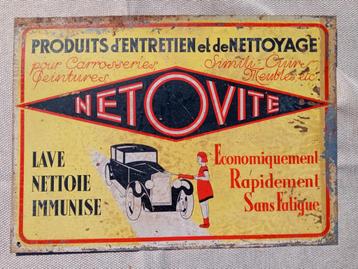 PRODUITS d'ENTRETIEN et de NETTOYAGE
pour Carrosseries Simili-Cuir
Peintures Meubles, etc
NETOVITE
LAVE
NETTOIE
IMMUNISE
Economiquement
Rapidement
Sans Fatigue